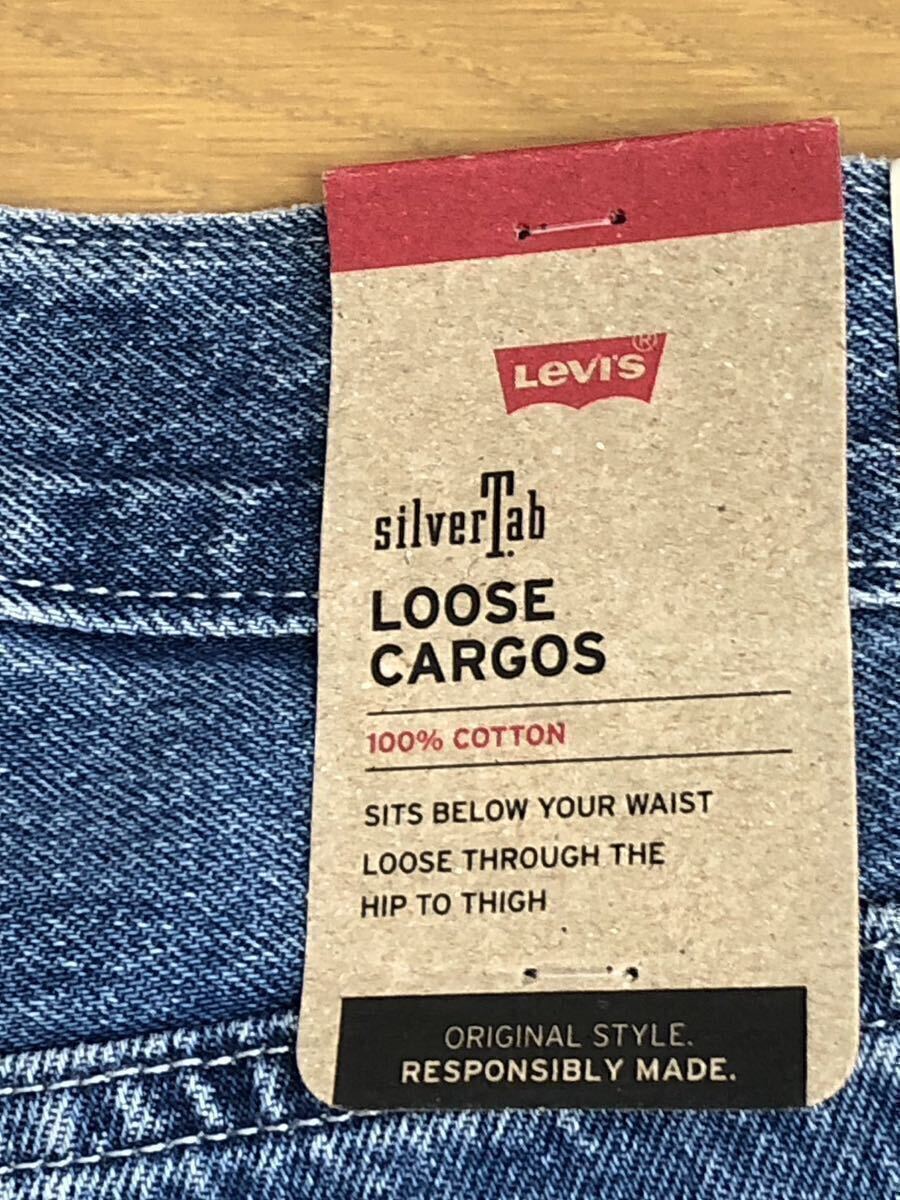 LEVI'S®
silverTab
LOOSE
CARGOS
100% COTTON
SITS BELOW YOUR WAIST
LOOSE THROUGH THE
HIP TO THIGH
ORIGINAL STYLE.
RESPONSIBLY MADE.